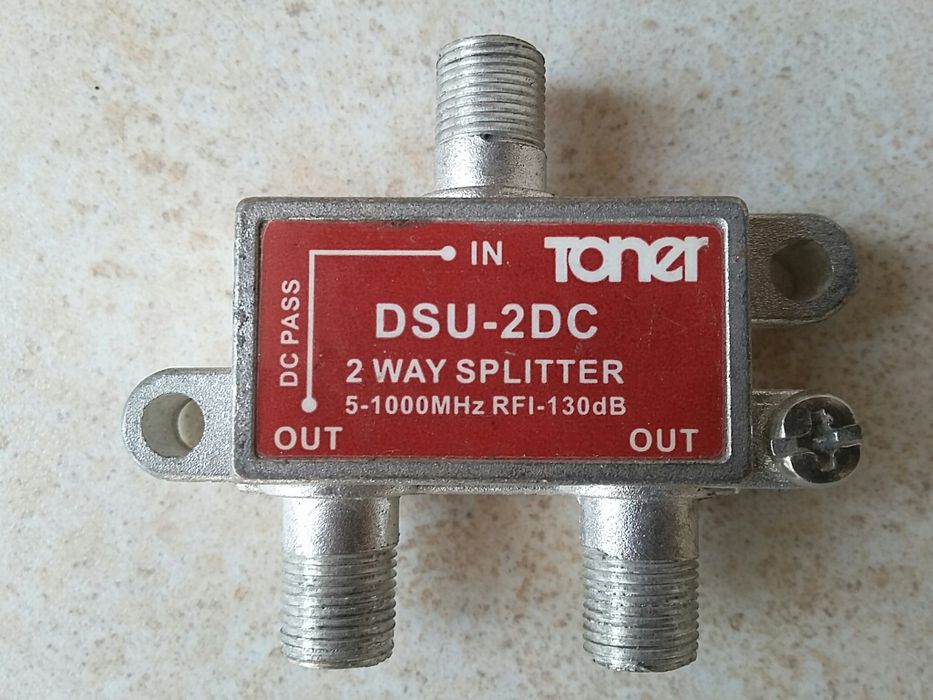 IN
Toner
DC PASS
DSU-2DC
2 WAY SPLITTER
5-1000MHz RFI-130dB
OUT
OUT